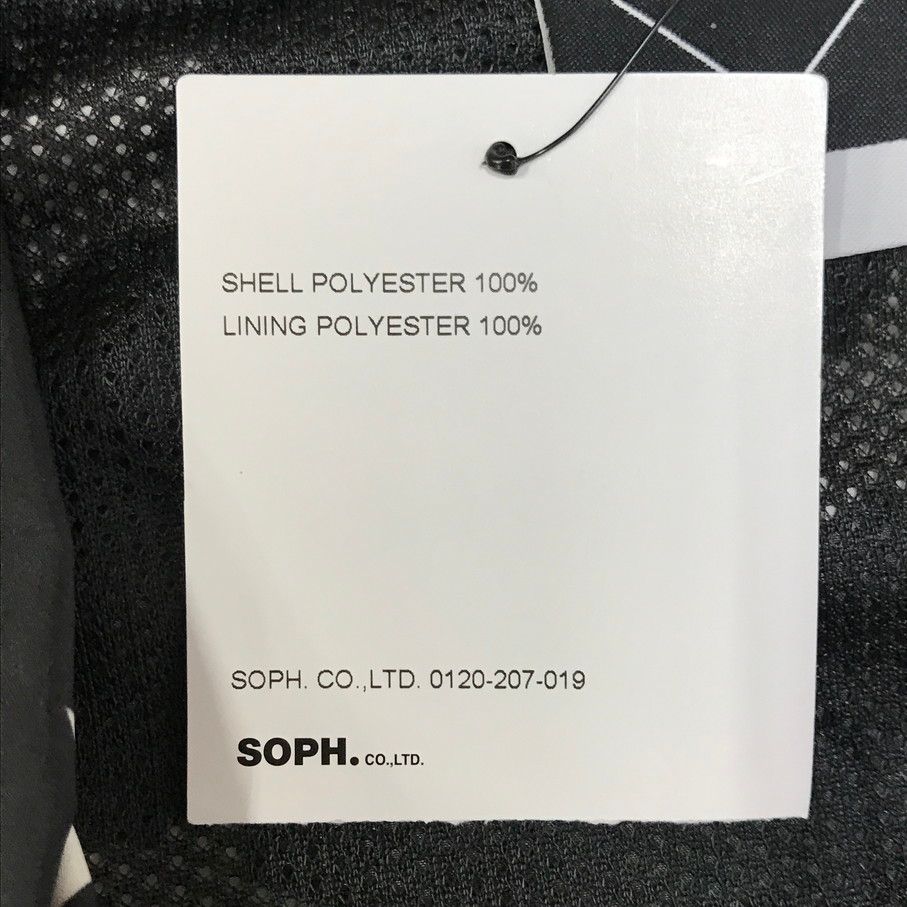 SHELL POLYESTER 100%
LINING POLYESTER 100%
SOPH. CO.,LTD. 0120-207-019
SOPH. CO.,LTD.